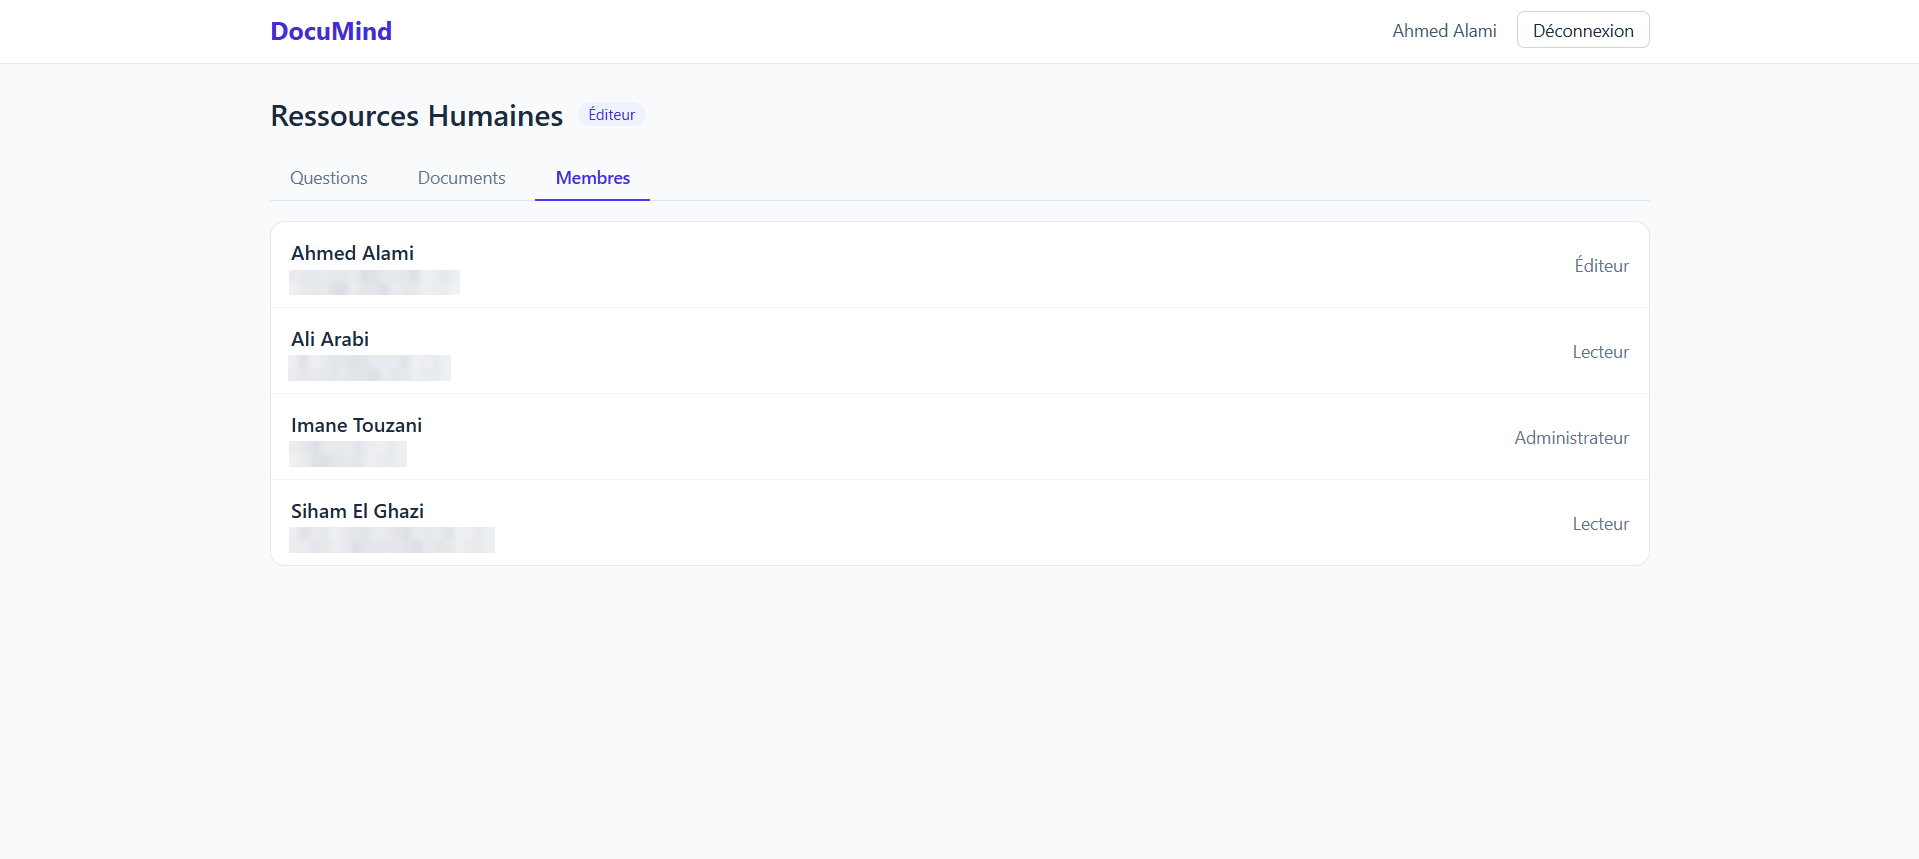 DocuMind
Ahmed Alami
Déconnexion
Ressources Humaines
Éditeur
Questions
Documents
Membres
Ahmed Alami
Éditeur
Ali Arabi
Lecteur
Imane Touzani
Administrateur
Siham El Ghazi
Lecteur